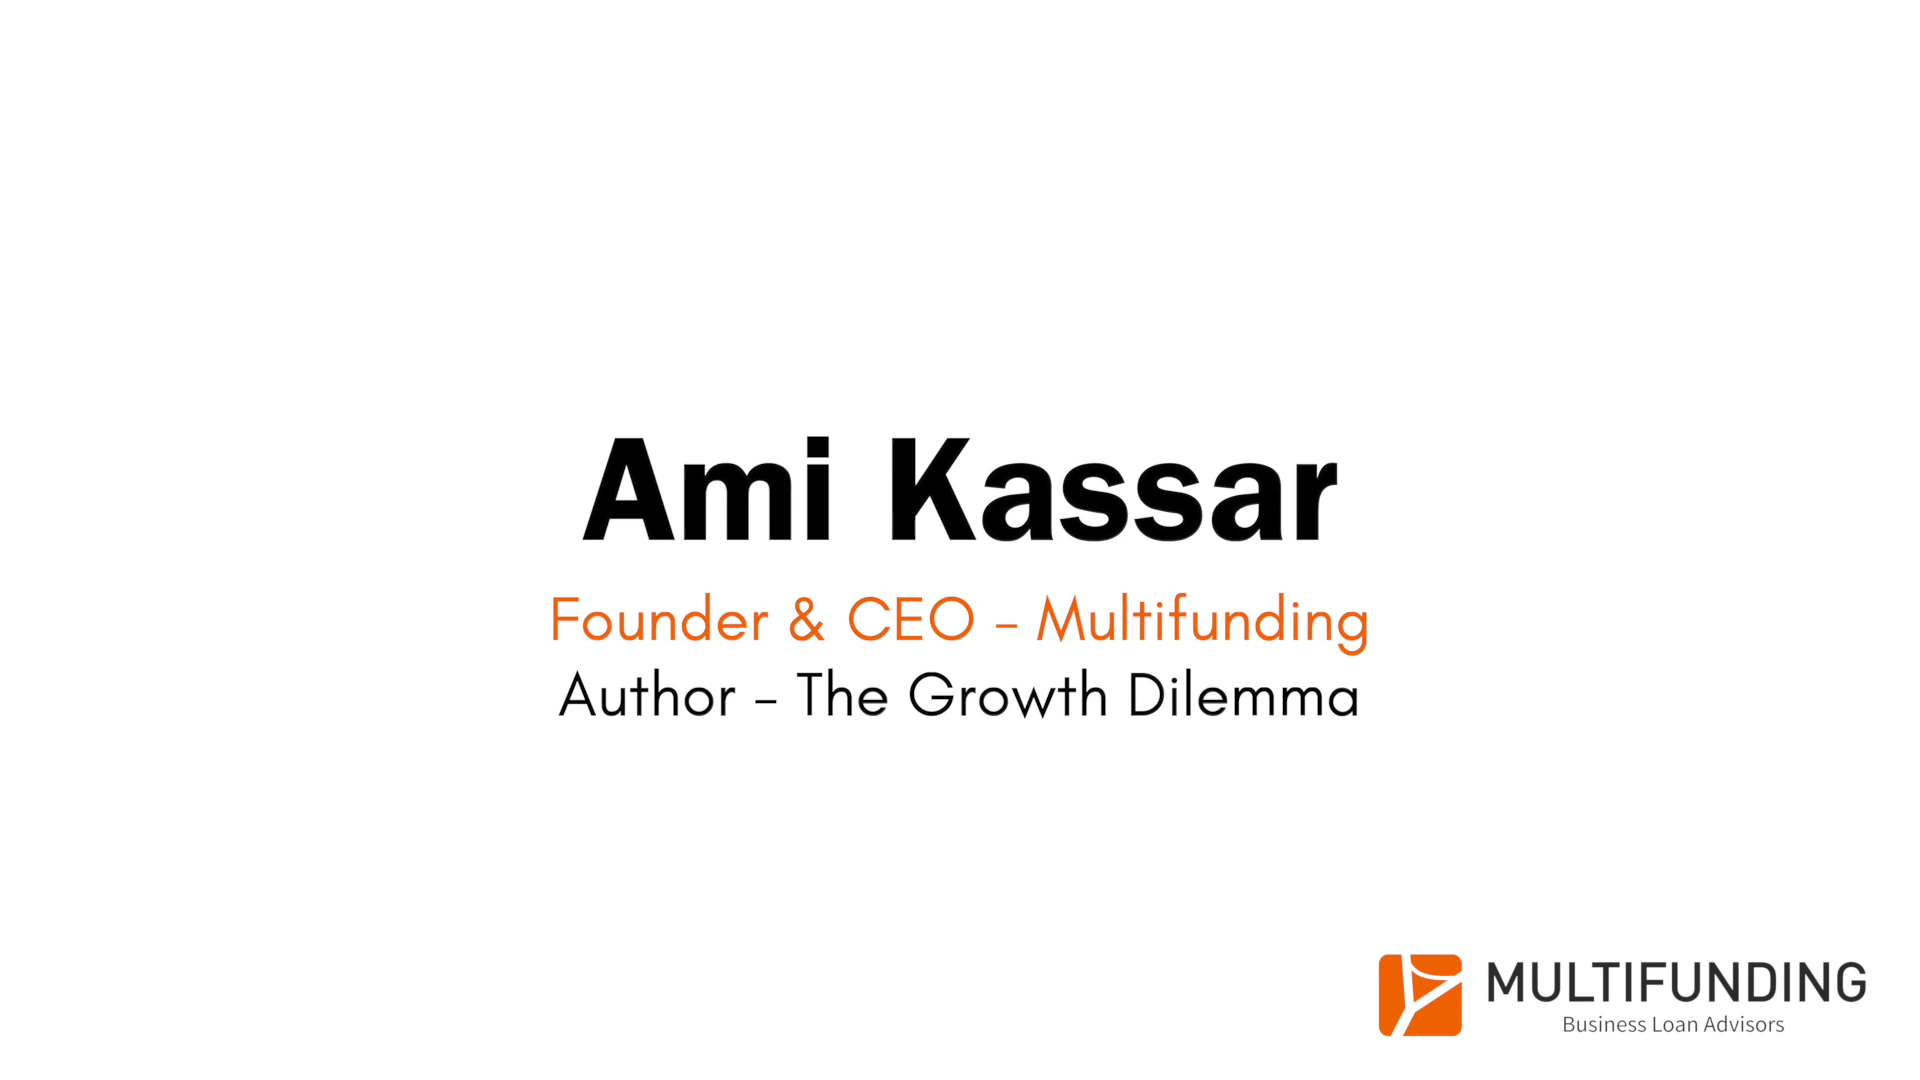 Ami Kassar
Founder & CEO – Multifunding
Author – The Growth Dilemma
MULTIFUNDING
Business Loan Advisors